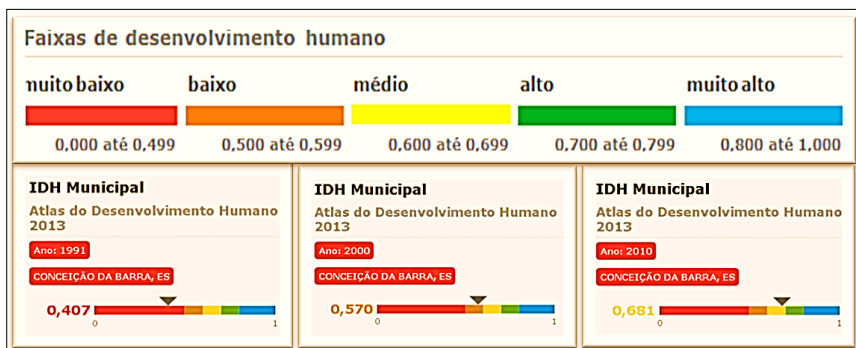 Faixas de desenvolvimento humano
muito baixo baixo médio alto muito alto
0,000 até 0,499 0,500 até 0,599 0,600 até 0,699 0,700 até 0,799 0,800 até 1,000
IDH Municipal
Atlas do Desenvolvimento Humano
2013
Ano: 1991
CONCEIÇÃO DA BARRA, ES
0,407
0 1
IDH Municipal
Atlas do Desenvolvimento Humano
2013
Ano: 2000
CONCEIÇÃO DA BARRA, ES
0,570
0 1
IDH Municipal
Atlas do Desenvolvimento Humano
2013
Ano: 2010
CONCEIÇÃO DA BARRA, ES
0,681
0 1